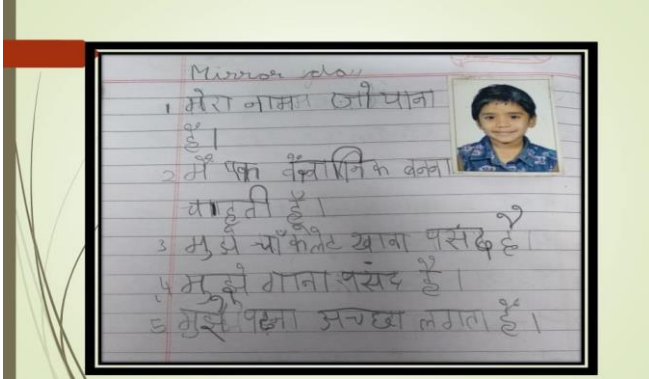 Mirror
1 मेरा नाम जोयाना
है।
2 मैं एक वैज्ञानिक बनना
चाहती हूँ।
3 मुझे चॉकलेट खाना पसंद है।
4 मुझे गाना पसंद है।
5 मुझे पढ़ना अच्छा लगता है।